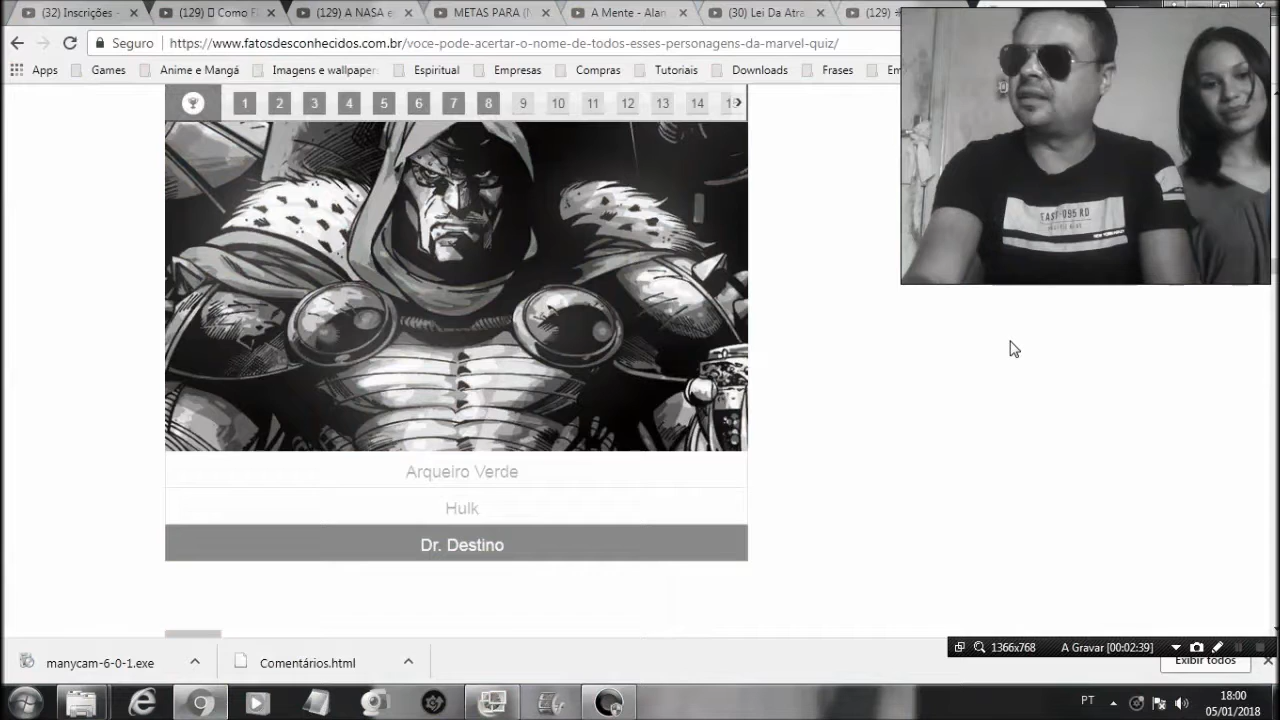 (32) Inscrições -
(129)
Como E
(129) A NASA e
METAS PARA
A Mente - Alan
(30) Lei Da Atra
(129)
Seguro
https://www.fatosdesconhecidos.com.br/voce-pode-acertar-o-nome-de-todos-esses-personagens-da-marvel-quiz/
Apps
Games
Anime e Mangá
Imagens e wallpaper
Espiritual
Empresas
Compras
Tutoriais
Downloads
Frases
1 2 3 4 5 6 7 8 9 10 11 12 13 14
EAST 095 RD
Arqueiro Verde
Hulk
Dr. Destino
1366x768
A Gravar [00:02:39]
manycam-6-0-1.exe
Comentários.html
Exibir todos
PT
18:00
05/01/2018